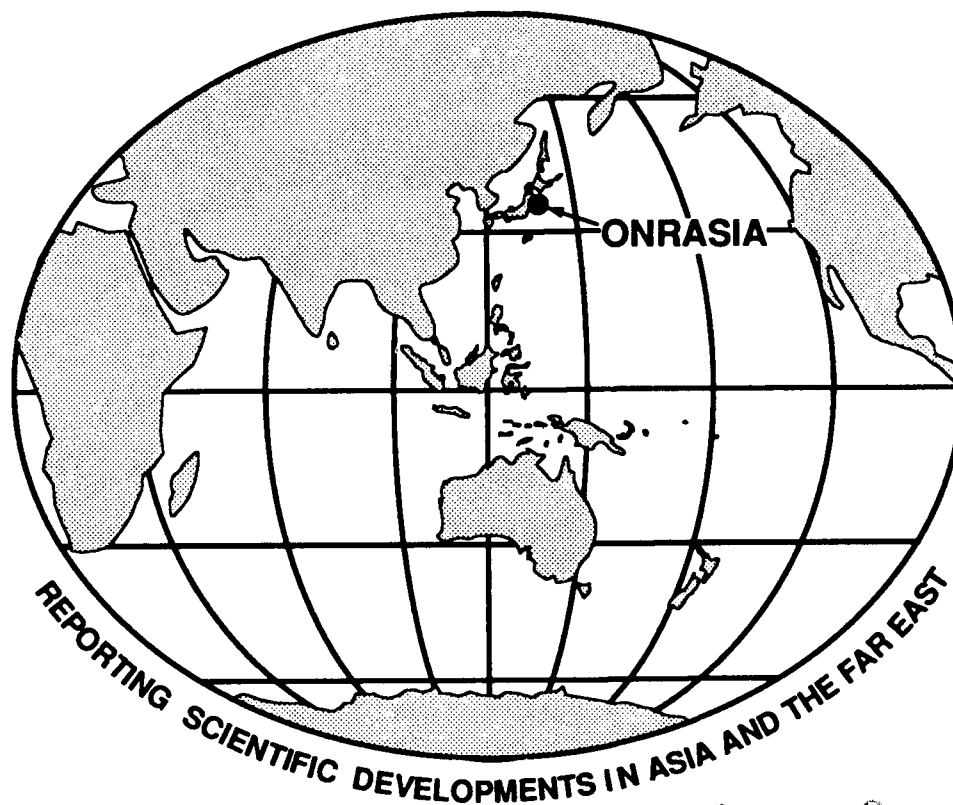 ONRASIA
REPORTING SCIENTIFIC DEVELOPMENTS IN ASIA AND THE FAR EAST